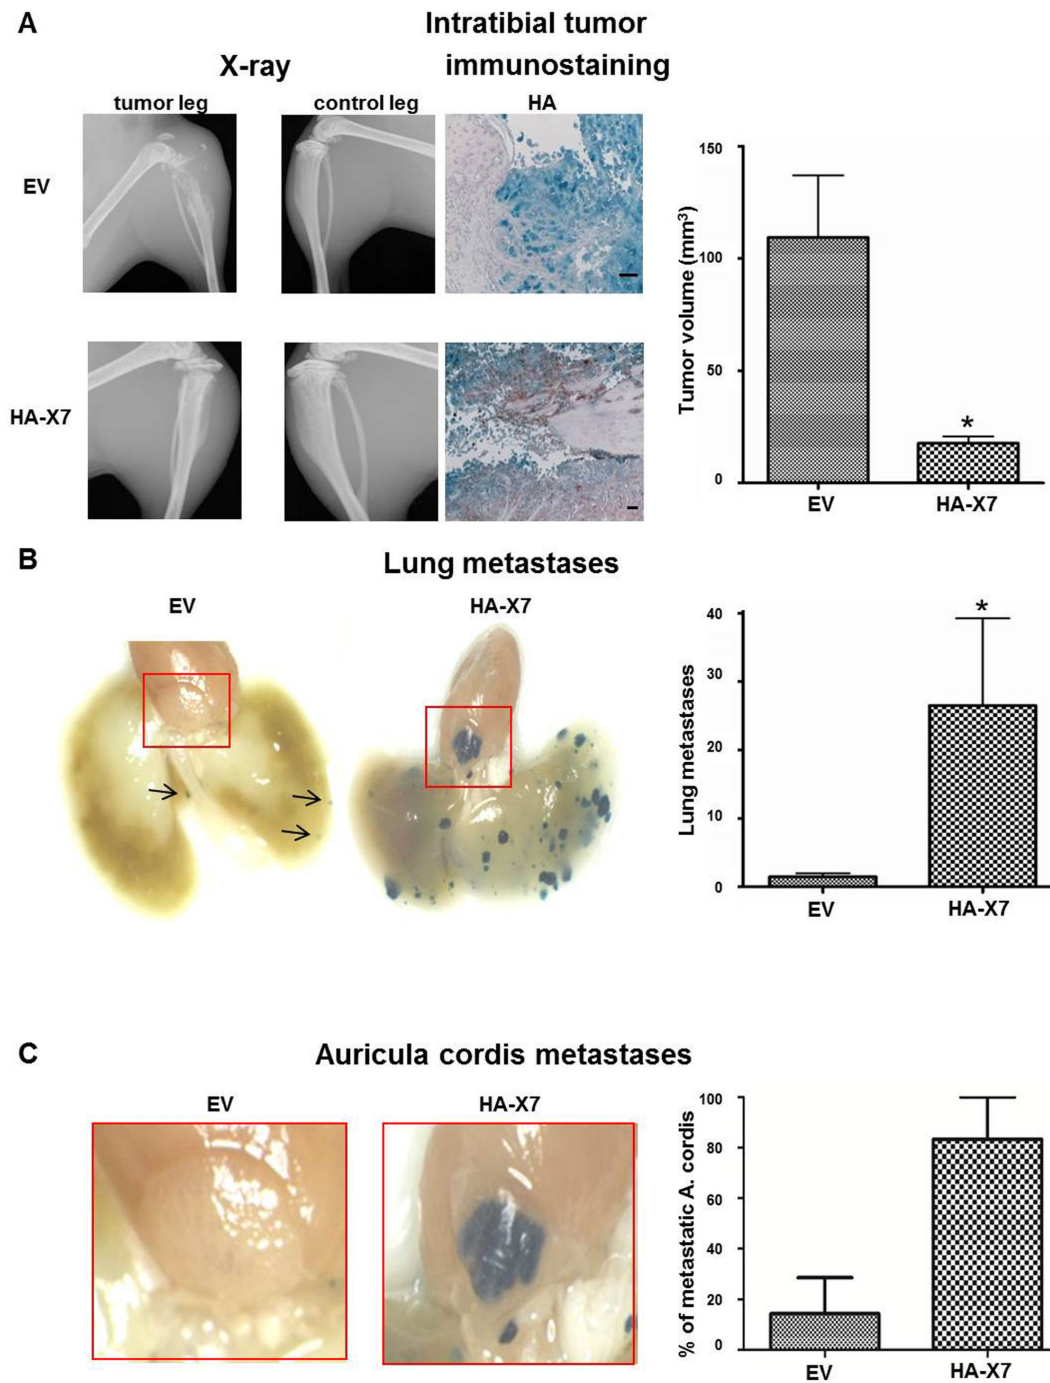 A
Intratibial tumor
X-ray
immunostaining
tumor leg
control leg
HA
EV
HA-X7
Tumor volume (mm³)
150
100
50
0
*
EV
HA-X7
B
Lung metastases
EV
HA-X7
Lung metastases
40
30
20
10
0
*
EV
HA-X7
C
Auricula cordis metastases
EV
HA-X7
% of metastatic A. cordis
100
80
60
40
20
0
EV
HA-X7